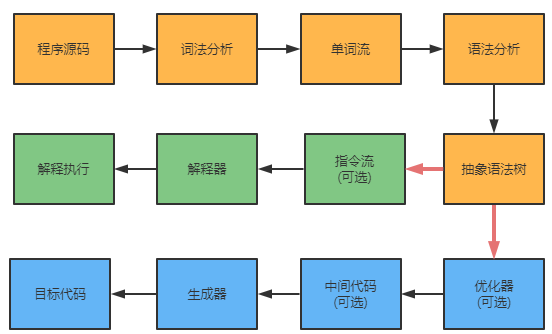 程序源码
词法分析
单词流
语法分析
解释执行
解释器
指令流
(可选)
抽象语法树
目标代码
生成器
中间代码
(可选)
优化器
(可选)